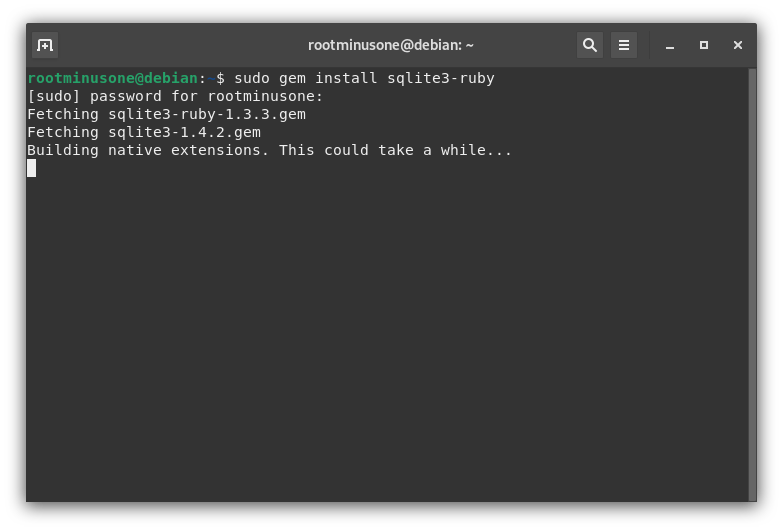 rootminusone@debian: ~
rootminusone@debian:~$ sudo gem install sqlite3-ruby
[sudo] password for rootminusone:
Fetching sqlite3-ruby-1.3.3.gem
Fetching sqlite3-1.4.2.gem
Building native extensions. This could take a while...